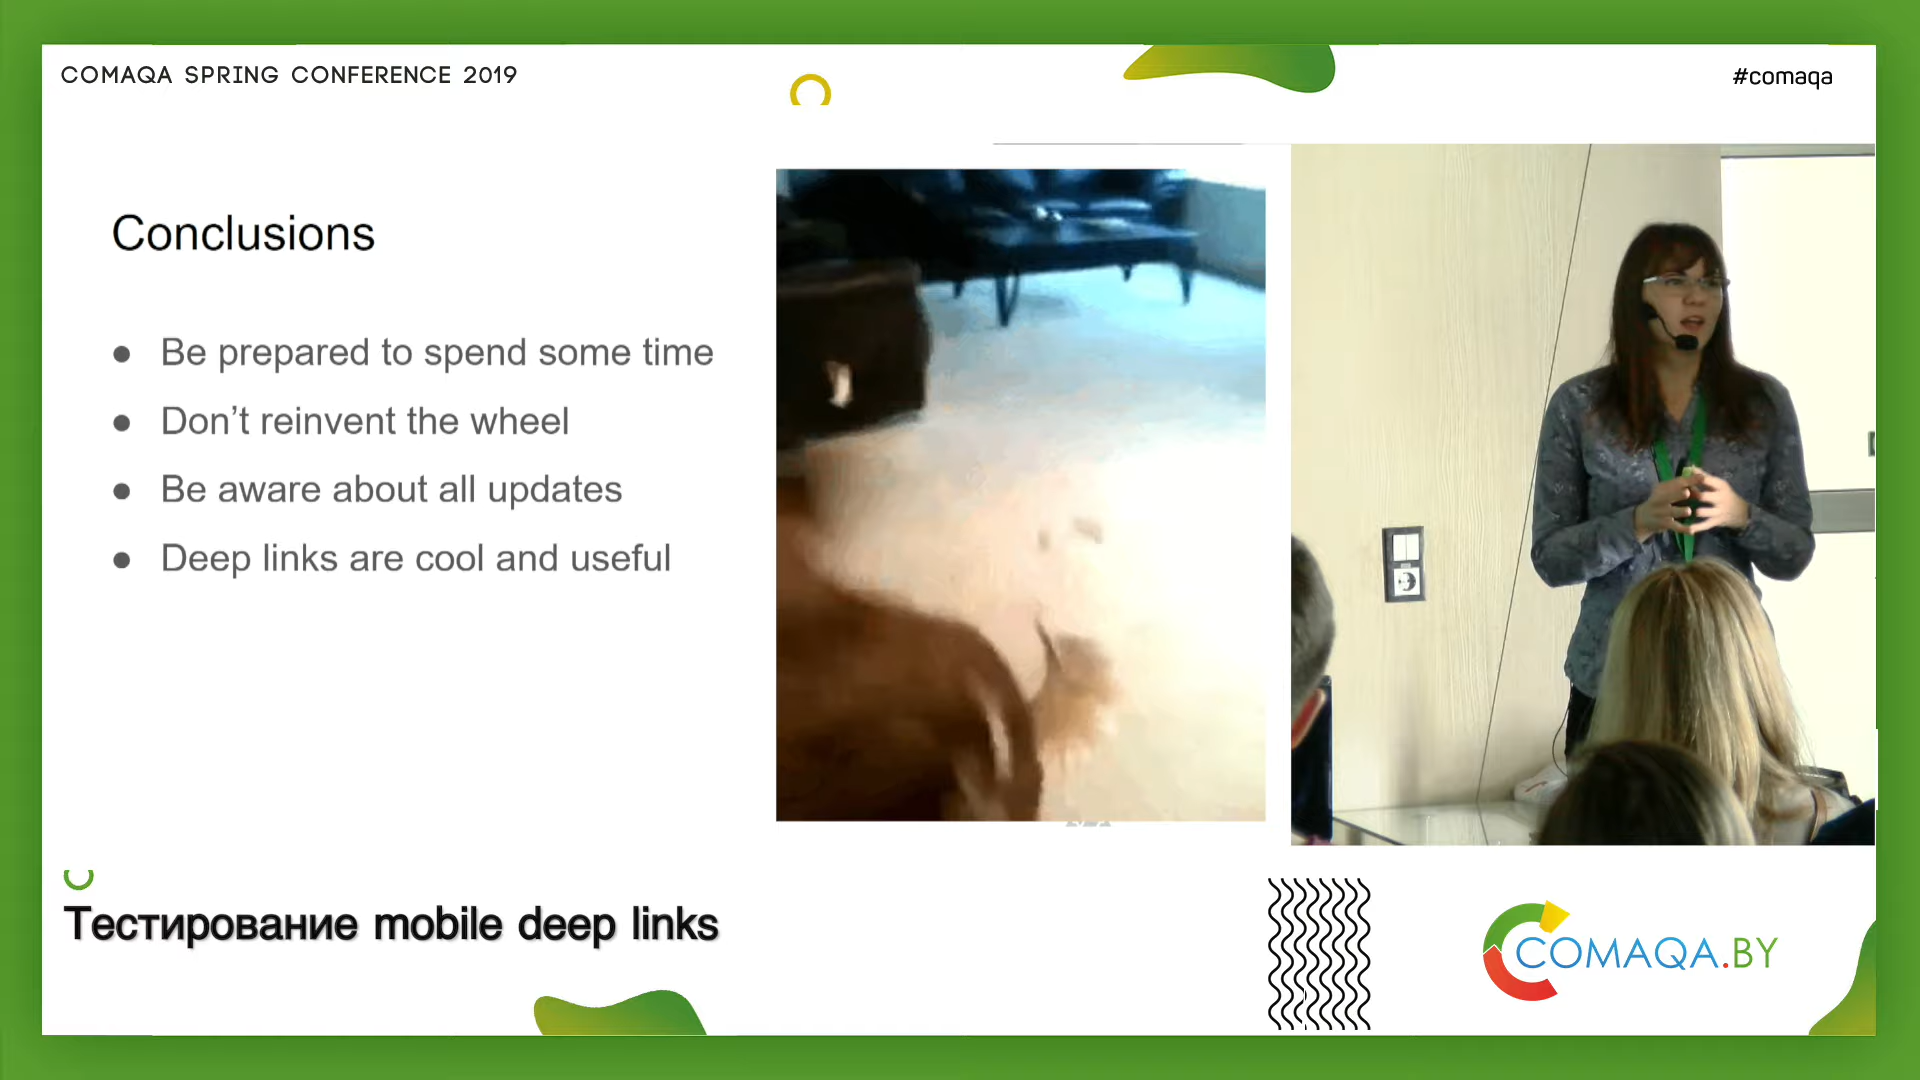 COMAQA SPRING CONFERENCE 2019
#comaqa
Conclusions
● Be prepared to spend some time
● Don’t reinvent the wheel
● Be aware about all updates
● Deep links are cool and useful
Тестирование mobile deep links
COMAQA.BY